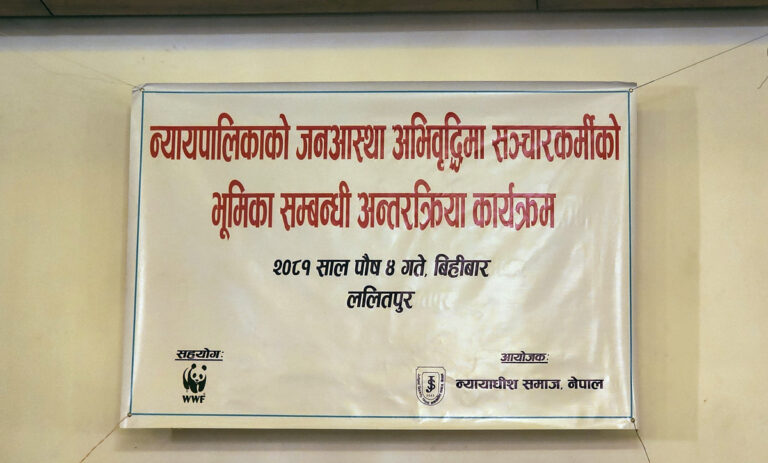 न्यायपालिकाको जनआस्था अभिवृद्धिमा सञ्चारकर्मीको
भूमिका सम्बन्धी अन्तरक्रिया कार्यक्रम
२०८१ साल पौष ४ गते, बिहीबार
ललितपुर
सहयोग:
WWF
आयोजक:
न्यायाधीश समाज, नेपाल